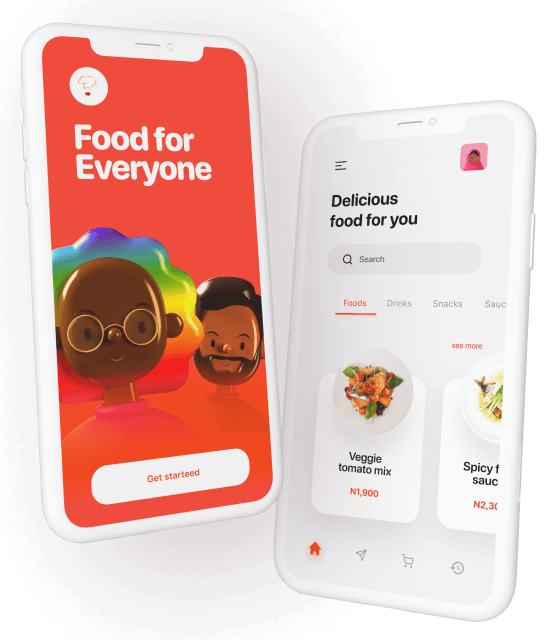 Food for
Everyone
Get starteed
Delicious
food for you
Search
Foods Drinks Snacks Sauc
see more
Veggie
tomato mix
N1,900
Spicy f
sauc
N2,30